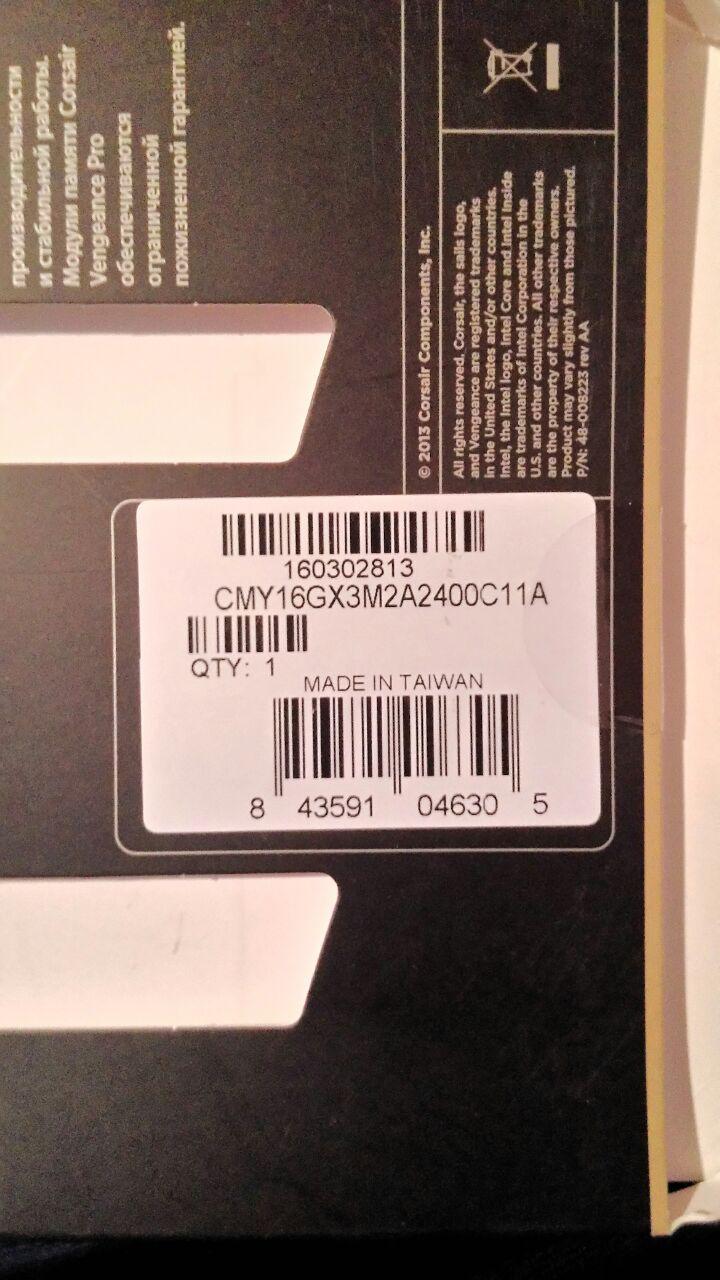 производительности
и стабильной работы.
Модули памяти Corsair
Vengeance Pro
обеспечиваются
ограниченной
пожизненной гарантией.
© 2013 Corsair Components, Inc.
All rights reserved. Corsair, the sails logo,
and Vengeance are registered trademarks
in the United States and/or other countries.
Intel, the Intel logo, Intel Core and Intel Inside
are trademarks of Intel Corporation in the
U.S. and other countries. All other trademarks
are the property of their respective owners.
Product may vary slightly from those pictured.
P/N: 48-008223 rev AA
160302813
CMY16GX3M2A2400C11A
QTY: 1
MADE IN TAIWAN
8 43591 04630 5